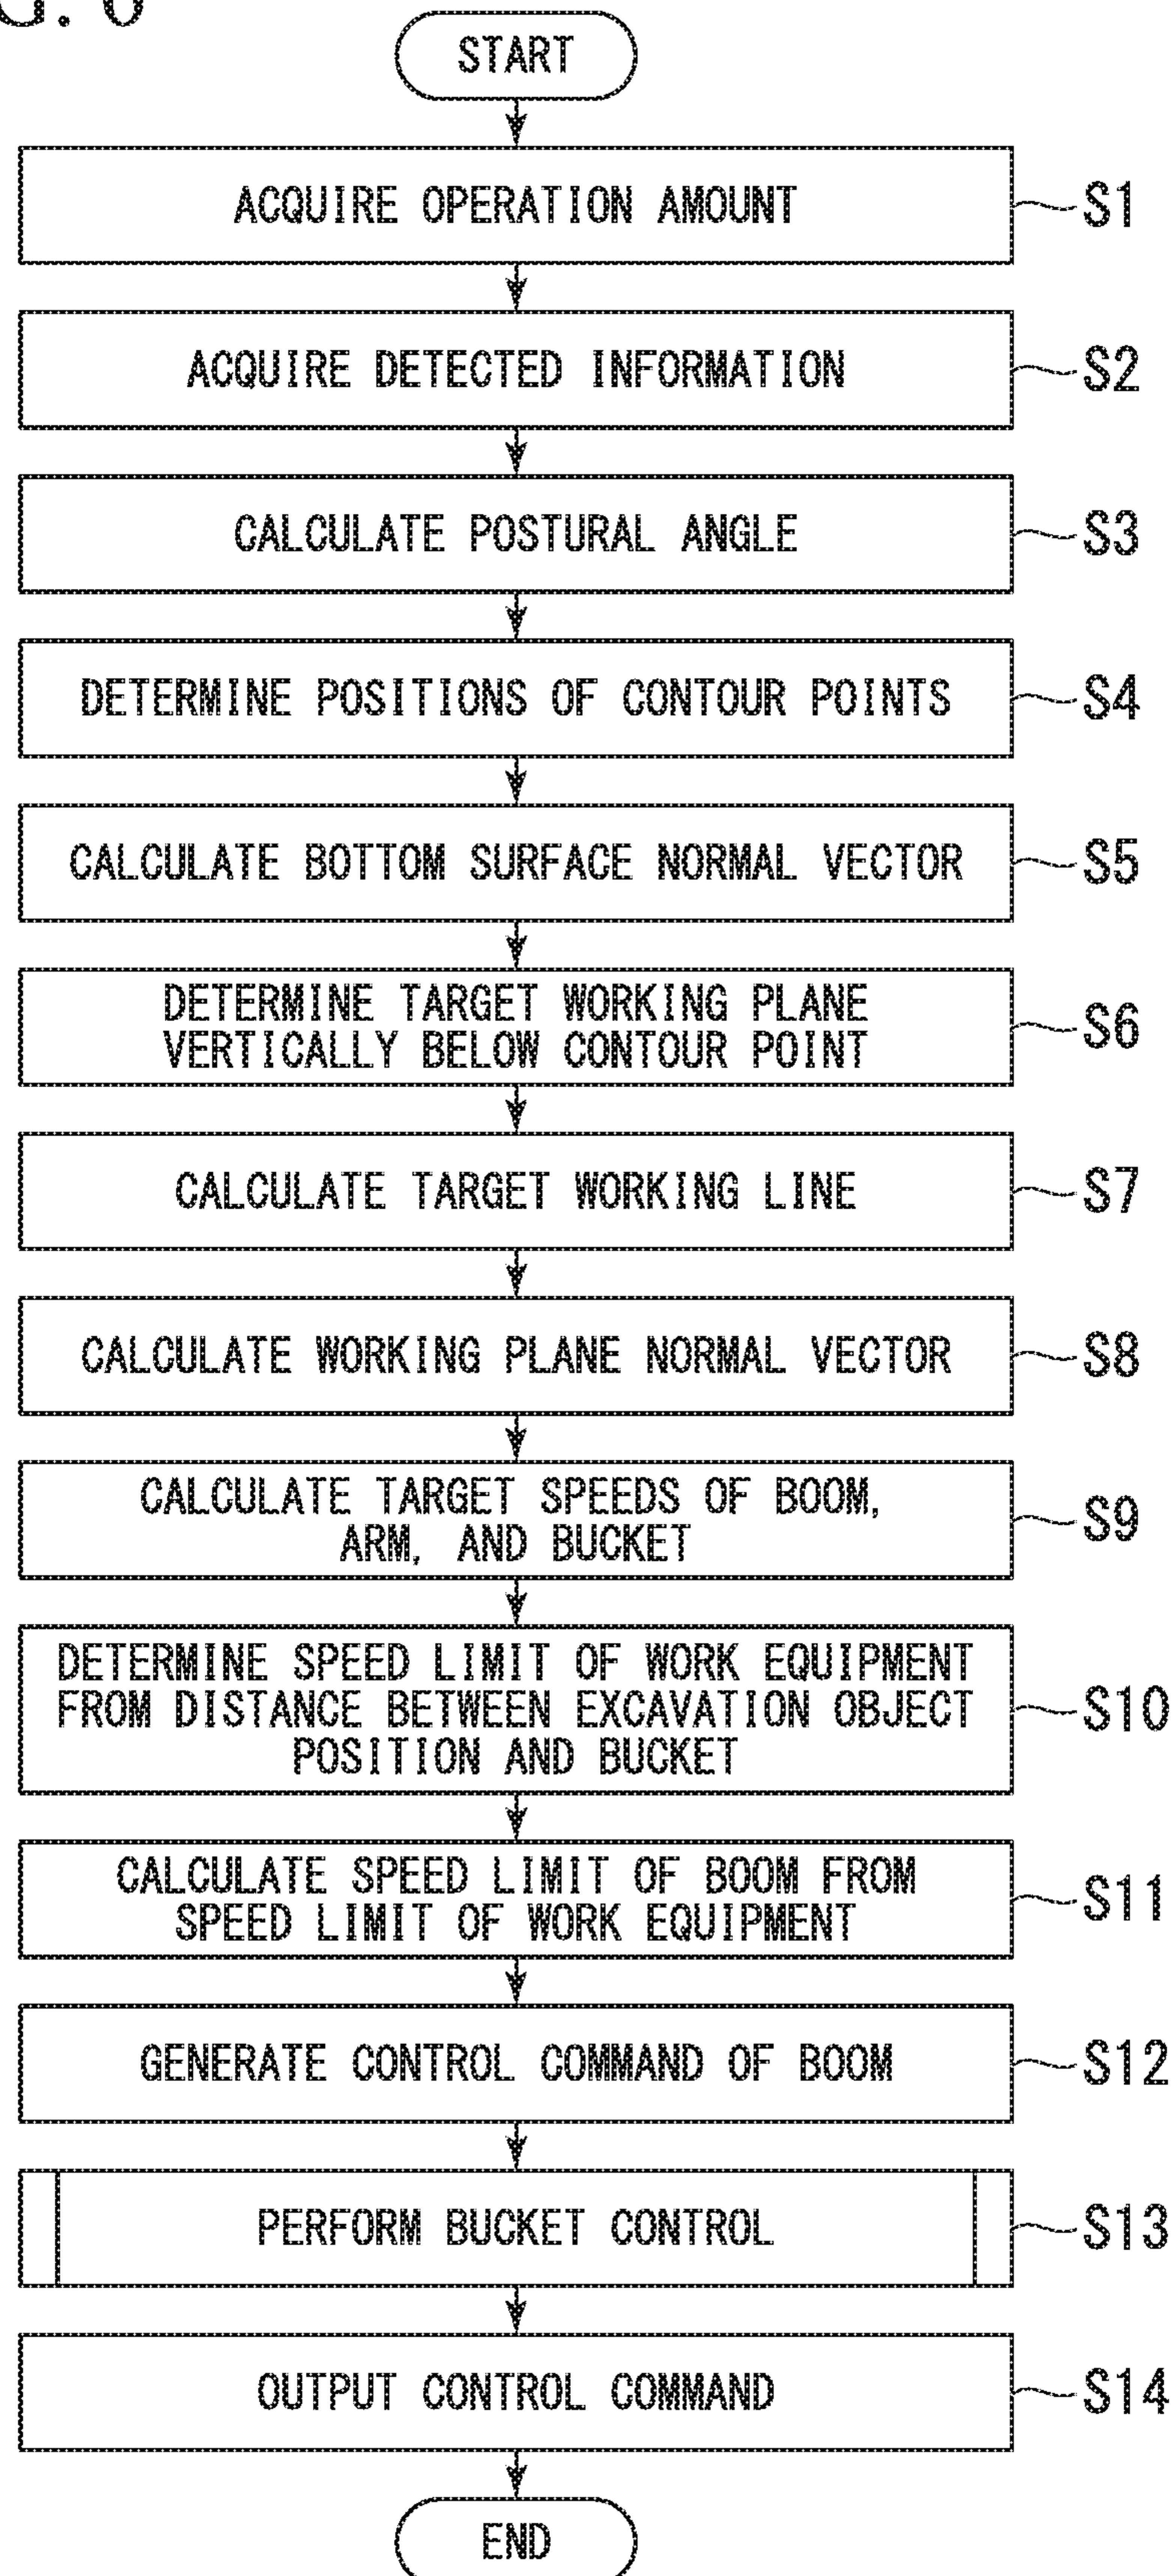 G. 6
START
ACQUIRE OPERATION AMOUNT
S1
ACQUIRE DETECTED INFORMATION
S2
CALCULATE POSTURAL ANGLE
S3
DETERMINE POSITIONS OF CONTOUR POINTS
S4
CALCULATE BOTTOM SURFACE NORMAL VECTOR
S5
DETERMINE TARGET WORKING PLANE
VERTICALLY BELOW CONTOUR POINT
S6
CALCULATE TARGET WORKING LINE
S7
CALCULATE WORKING PLANE NORMAL VECTOR
S8
CALCULATE TARGET SPEEDS OF BOOM,
ARM, AND BUCKET
S9
DETERMINE SPEED LIMIT OF WORK EQUIPMENT
FROM DISTANCE BETWEEN EXCAVATION OBJECT
POSITION AND BUCKET
S10
CALCULATE SPEED LIMIT OF BOOM FROM
SPEED LIMIT OF WORK EQUIPMENT
S11
GENERATE CONTROL COMMAND OF BOOM
S12
PERFORM BUCKET CONTROL
S13
OUTPUT CONTROL COMMAND
S14
END